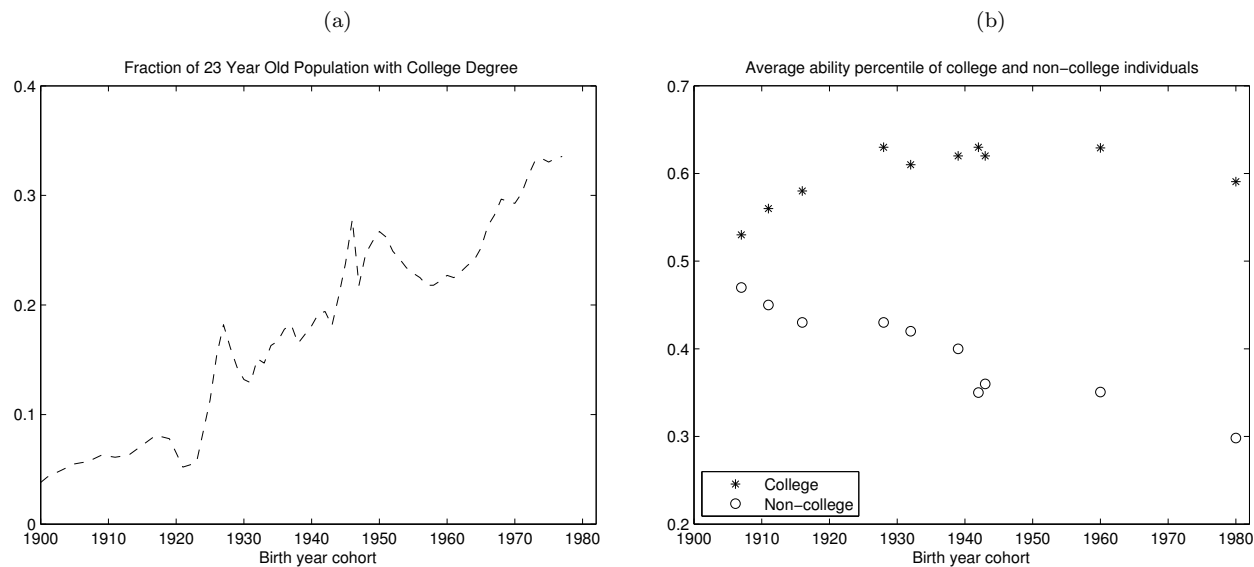 (a)
Fraction of 23 Year Old Population with College Degree
0.4
0.3
0.2
0.1
0
1900 1910 1920 1930 1940 1950 1960 1970 1980
Birth year cohort
(b)
Average ability percentile of college and non−college individuals
0.7
0.6
0.5
0.4
0.3
0.2
College
Non−college
1900 1910 1920 1930 1940 1950 1960 1970 1980
Birth year cohort